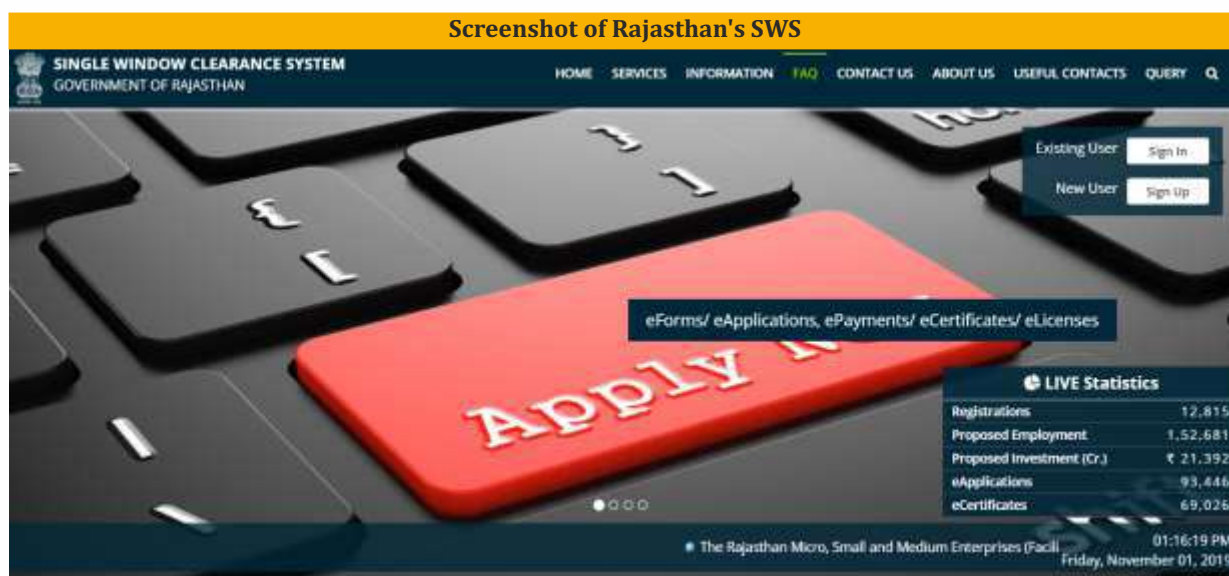 Screenshot of Rajasthan's SWS
SINGLE WINDOW CLEARANCE SYSTEM
GOVERNMENT OF RAJASTHAN
HOME SERVICES INFORMATION FAQ CONTACT US ABOUT US USEFUL CONTACTS QUERY
Existing User Sign In
New User Sign Up
eForms/ eApplications, ePayments/ eCertificates/ eLicenses
Apply
LIVE Statistics
Registrations 12,815
Proposed Employment 1,52,681
Proposed Investment (Cr.) ₹ 21,392
eApplications 93,446
eCertificates 69,026
shift
The Rajasthan Micro, Small and Medium Enterprises (Facili
01:16:19 PM
Friday, November 01, 2019